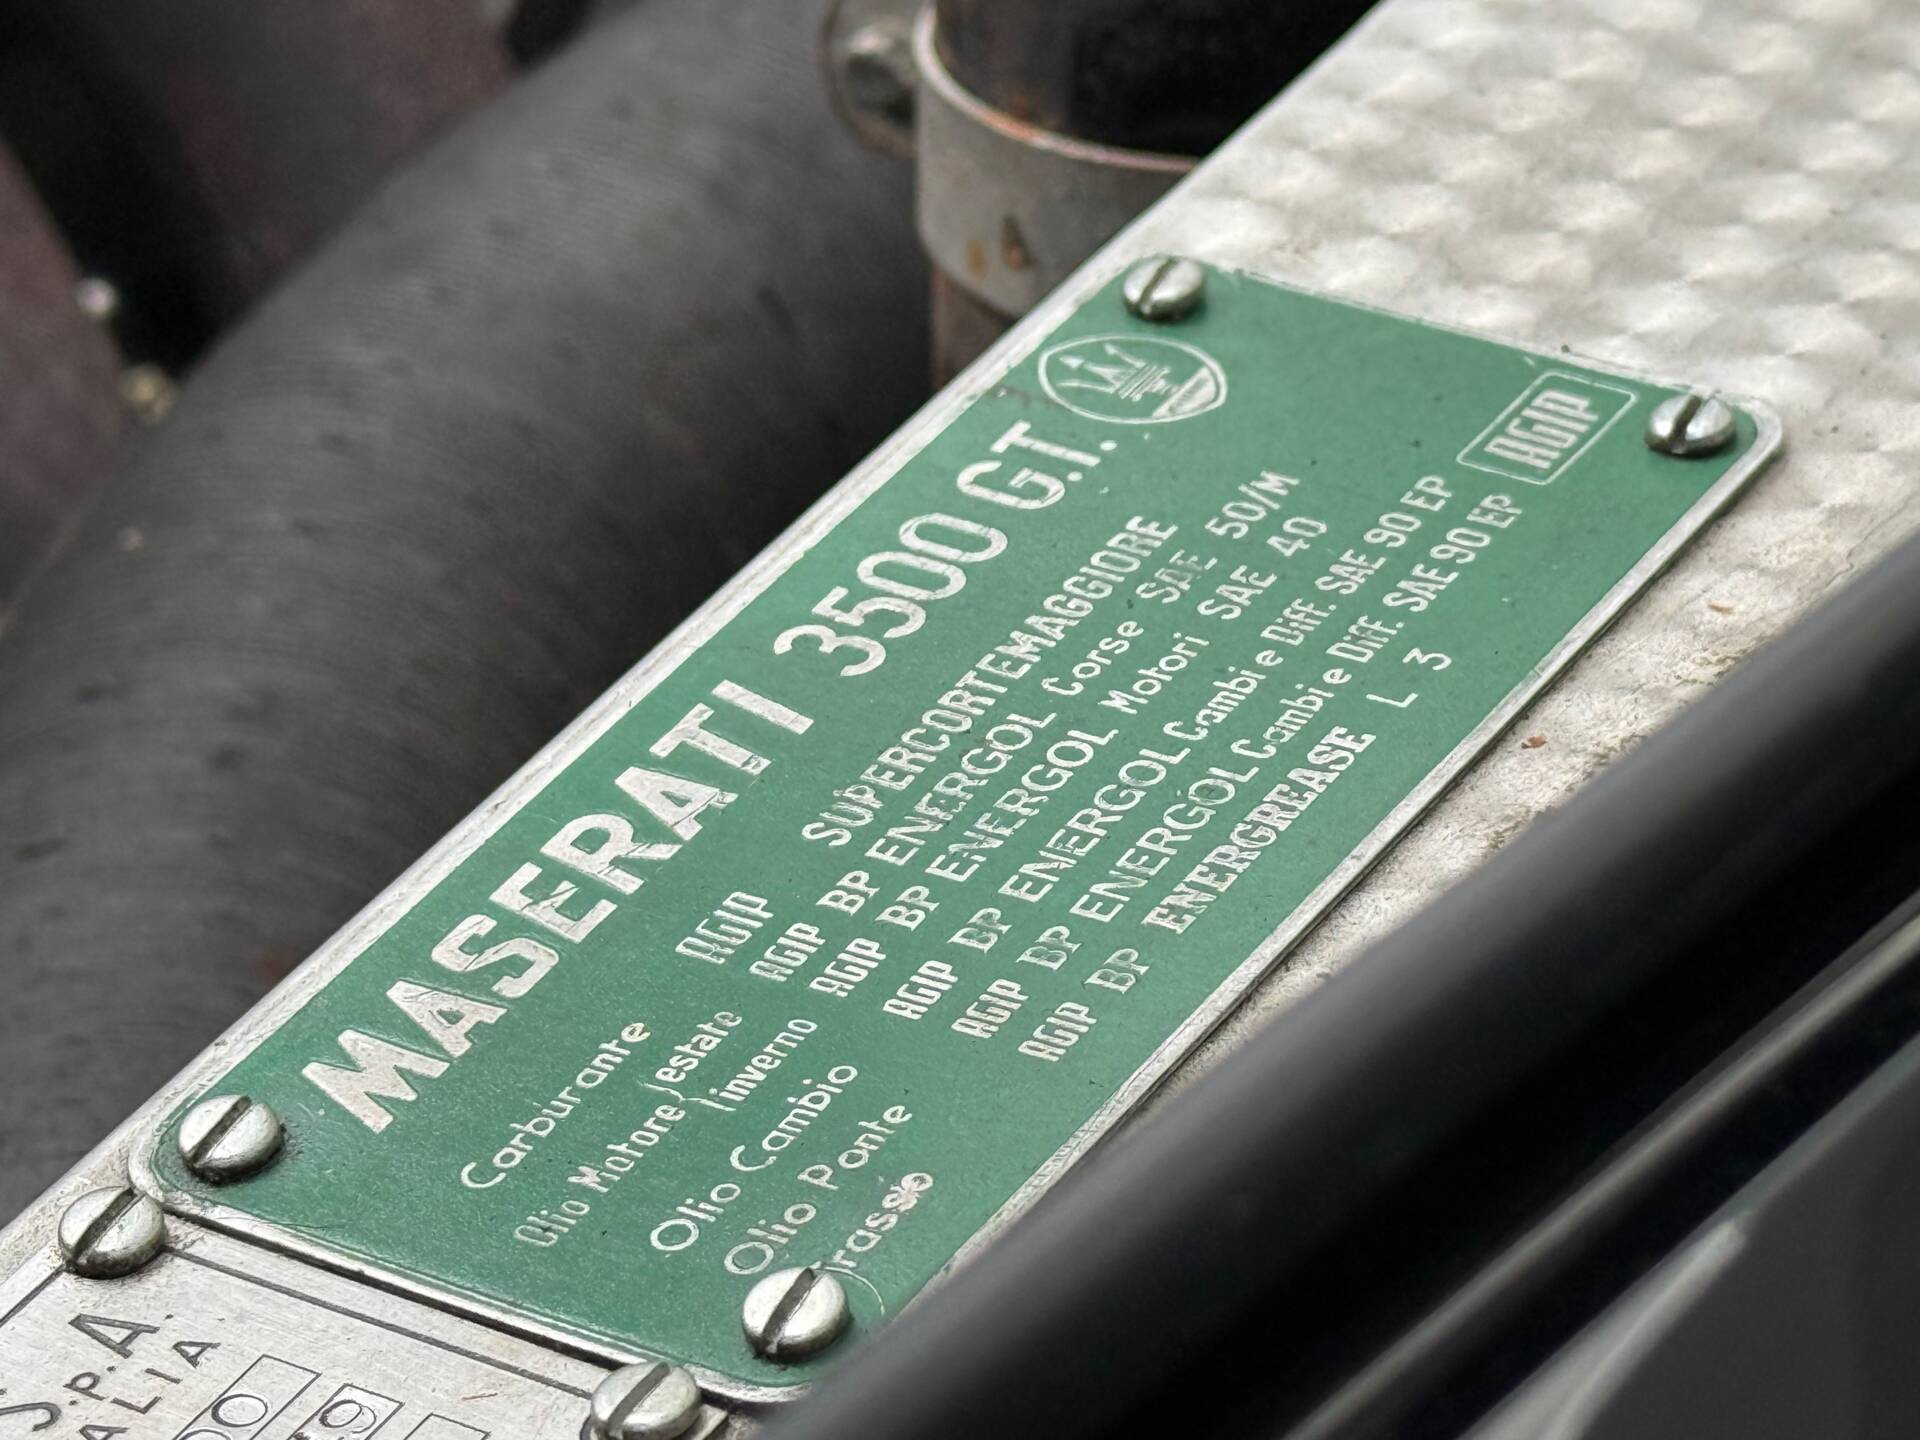 MASERATI 3500 G.T.
AGIP
Carburante AGIP SUPERCORTEMAGGIORE
Olio Motore estate AGIP BP ENERGOL Corse SAE 50/M
inverno AGIP BP ENERGOL Motori SAE 40
Olio Cambio AGIP BP ENERGOL Cambi e Diff. SAE 90 EP
Olio Ponte AGIP BP ENERGOL Cambi e Diff. SAE 90 EP
AGIP BP ENERGREASE L 3
S.P.A.